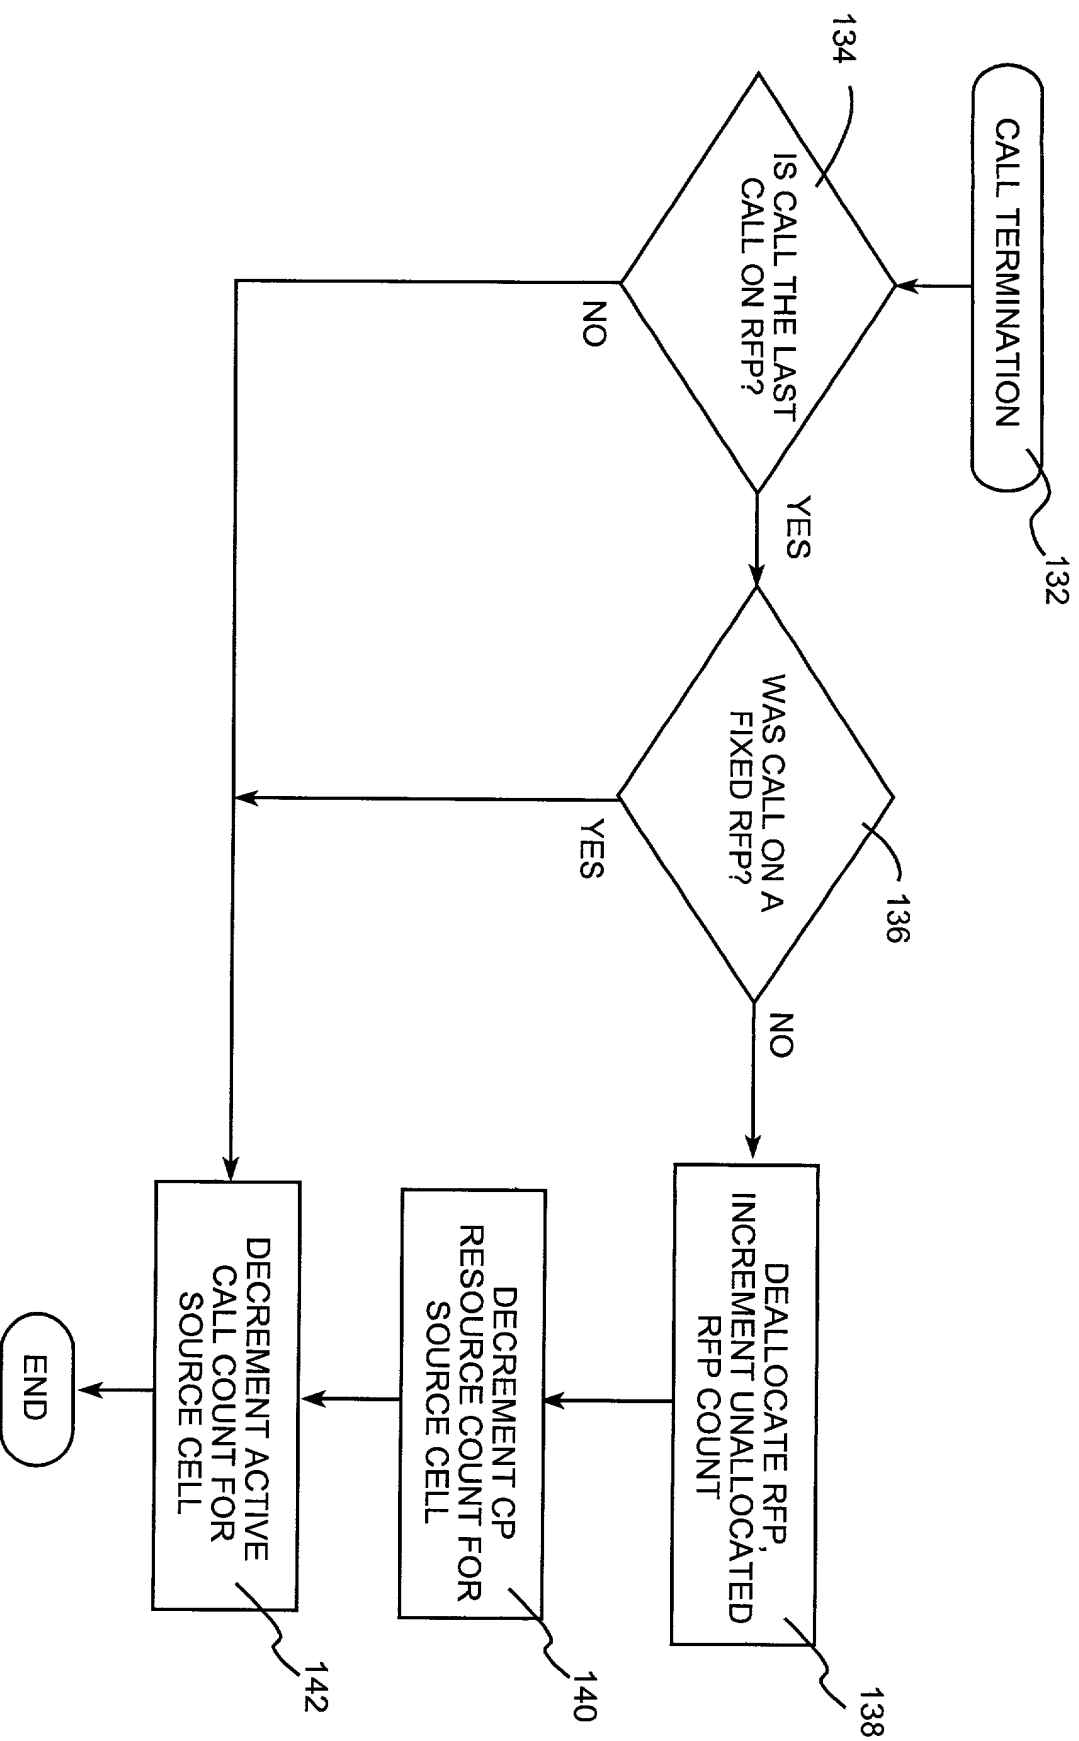 CALL TERMINATION
132
134
IS CALL THE LAST
CALL ON RFP?
YES
NO
WAS CALL ON A
FIXED RFP?
136
NO
YES
DEALLOCATE RFP,
INCREMENT UNALLOCATED
RFP COUNT
138
DECREMENT CP
RESOURCE COUNT FOR
SOURCE CELL
140
DECREMENT ACTIVE
CALL COUNT FOR
SOURCE CELL
142
END